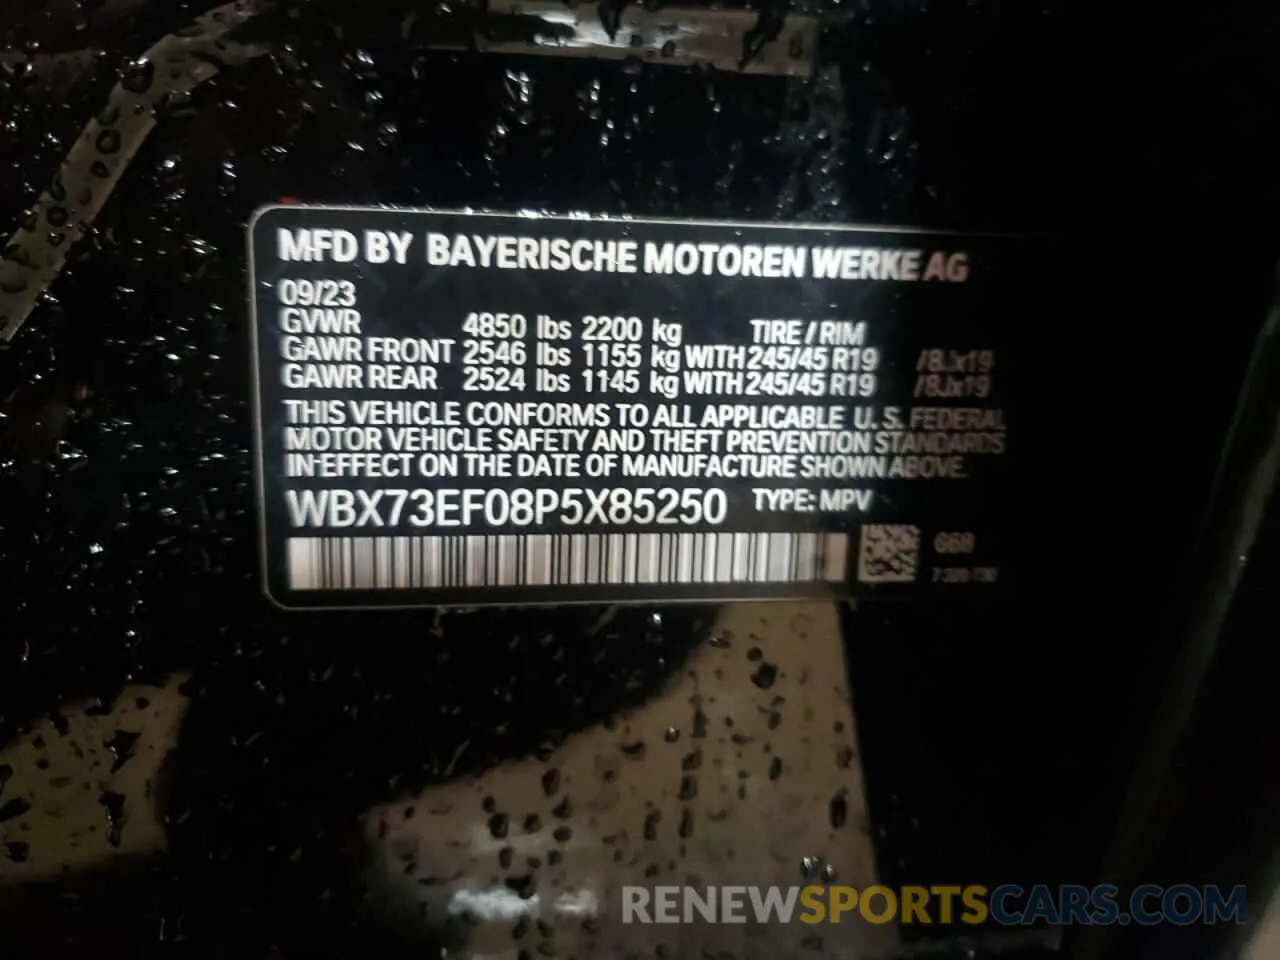 MFD BY BAYERISCHE MOTOREN WERKE AG
09/23
GVWR 4850 lbs 2200 kg TIRE / RIM
GAWR FRONT 2546 lbs 1155 kg WITH 245/45 R19 /8Jx19
GAWR REAR 2524 lbs 1145 kg WITH 245/45 R19 /8Jx19
THIS VEHICLE CONFORMS TO ALL APPLICABLE U.S. FEDERAL
MOTOR VEHICLE SAFETY AND THEFT PREVENTION STANDARDS
IN EFFECT ON THE DATE OF MANUFACTURE SHOWN ABOVE.
WBX73EF08P5X85250 TYPE: MPV
RENEWSPORTSCARS.COM